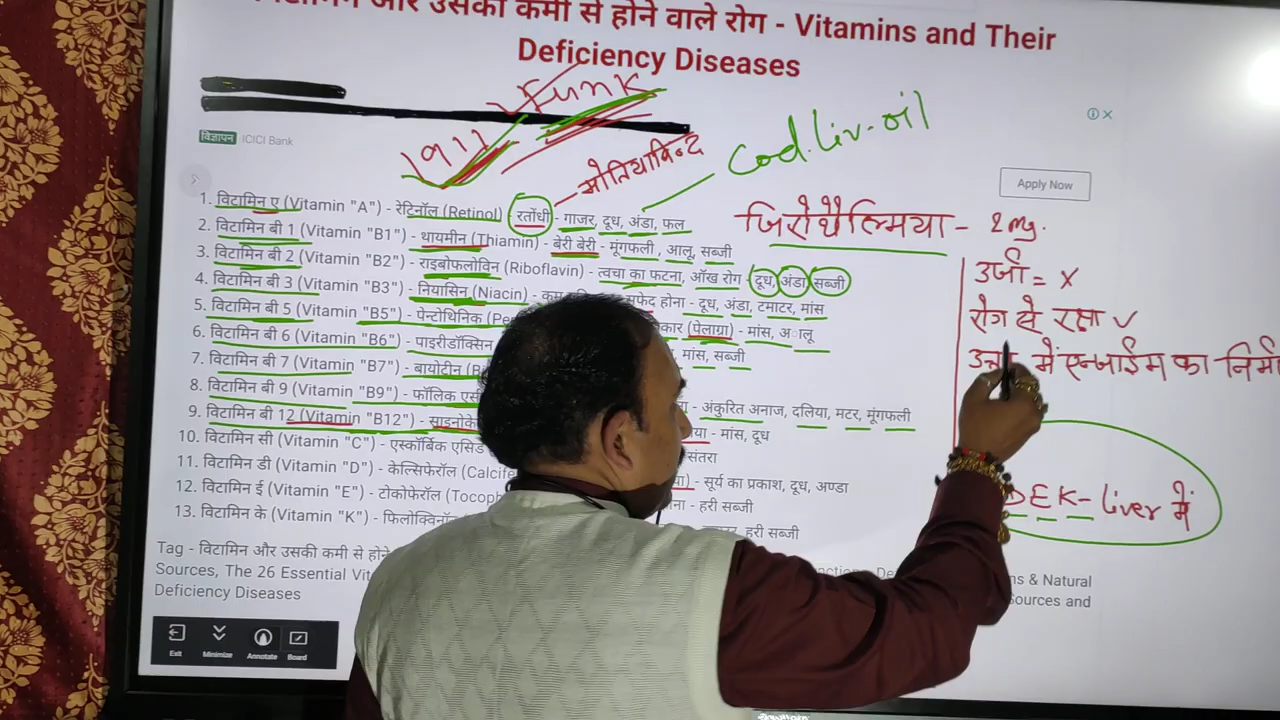 और उसकी कमी से होने वाले रोग - Vitamins and Their
Deficiency Diseases
Funk
1911
cod.liv-oil
मोतियाबिन्द
विज्ञापन ICICI Bank
Apply Now
1. विटामिन ए (Vitamin "A") - रेटिनॉल (Retinol) रतोंधी - गाजर, दूध, अंडा, फल
2. विटामिन बी 1 (Vitamin "B1") - थायमीन (Thiamin) - बेरी बेरी - मूंगफली, आलू, सब्जी
3. विटामिन बी 2 (Vitamin "B2") - राइबोफलोविन (Riboflavin) - त्वचा का फटना, आँख रोग (दूध, अंडा, सब्जी
4. विटामिन बी 3 (Vitamin "B3") - नियासिन (Niacin) - सफेद होना - दूध, अंडा, टमाटर, मांस
5. विटामिन बी 5 (Vitamin "B5") - पेन्टोथिनिक (पेलाग्रा) - मांस, आलू
6. विटामिन बी 6 (Vitamin "B6") - पाइरीडॉक्सिन मांस, सब्जी
7. विटामिन बी 7 (Vitamin "B7") - बायोटीन
8. विटामिन बी 9 (Vitamin "B9") - फॉलिक - अंकुरित अनाज, दलिया, मटर, मूंगफली
9. विटामिन बी 12 (Vitamin "B12") - - मांस, दूध
10. विटामिन सी (Vitamin "C") - एस्कॉर्बिक एसिड संतरा
11. विटामिन डी (Vitamin "D") - केल्सिफेरॉल - सूर्य का प्रकाश, दूध, अण्डा
12. विटामिन ई (Vitamin "E") - टोकोफेरॉल - हरी सब्जी
13. विटामिन के (Vitamin "K") - हरी सब्जी
जिरोथैल्मिया - 2mg.
उर्जा = X
रोग से रक्षा ✓
में एन्जाईम का
DEK - liver में
Tag - विटामिन और उसकी कमी से होने
Sources, The 26 Essential & Natural
Deficiency Diseases Sources and
Exit Minimize Annotate Board